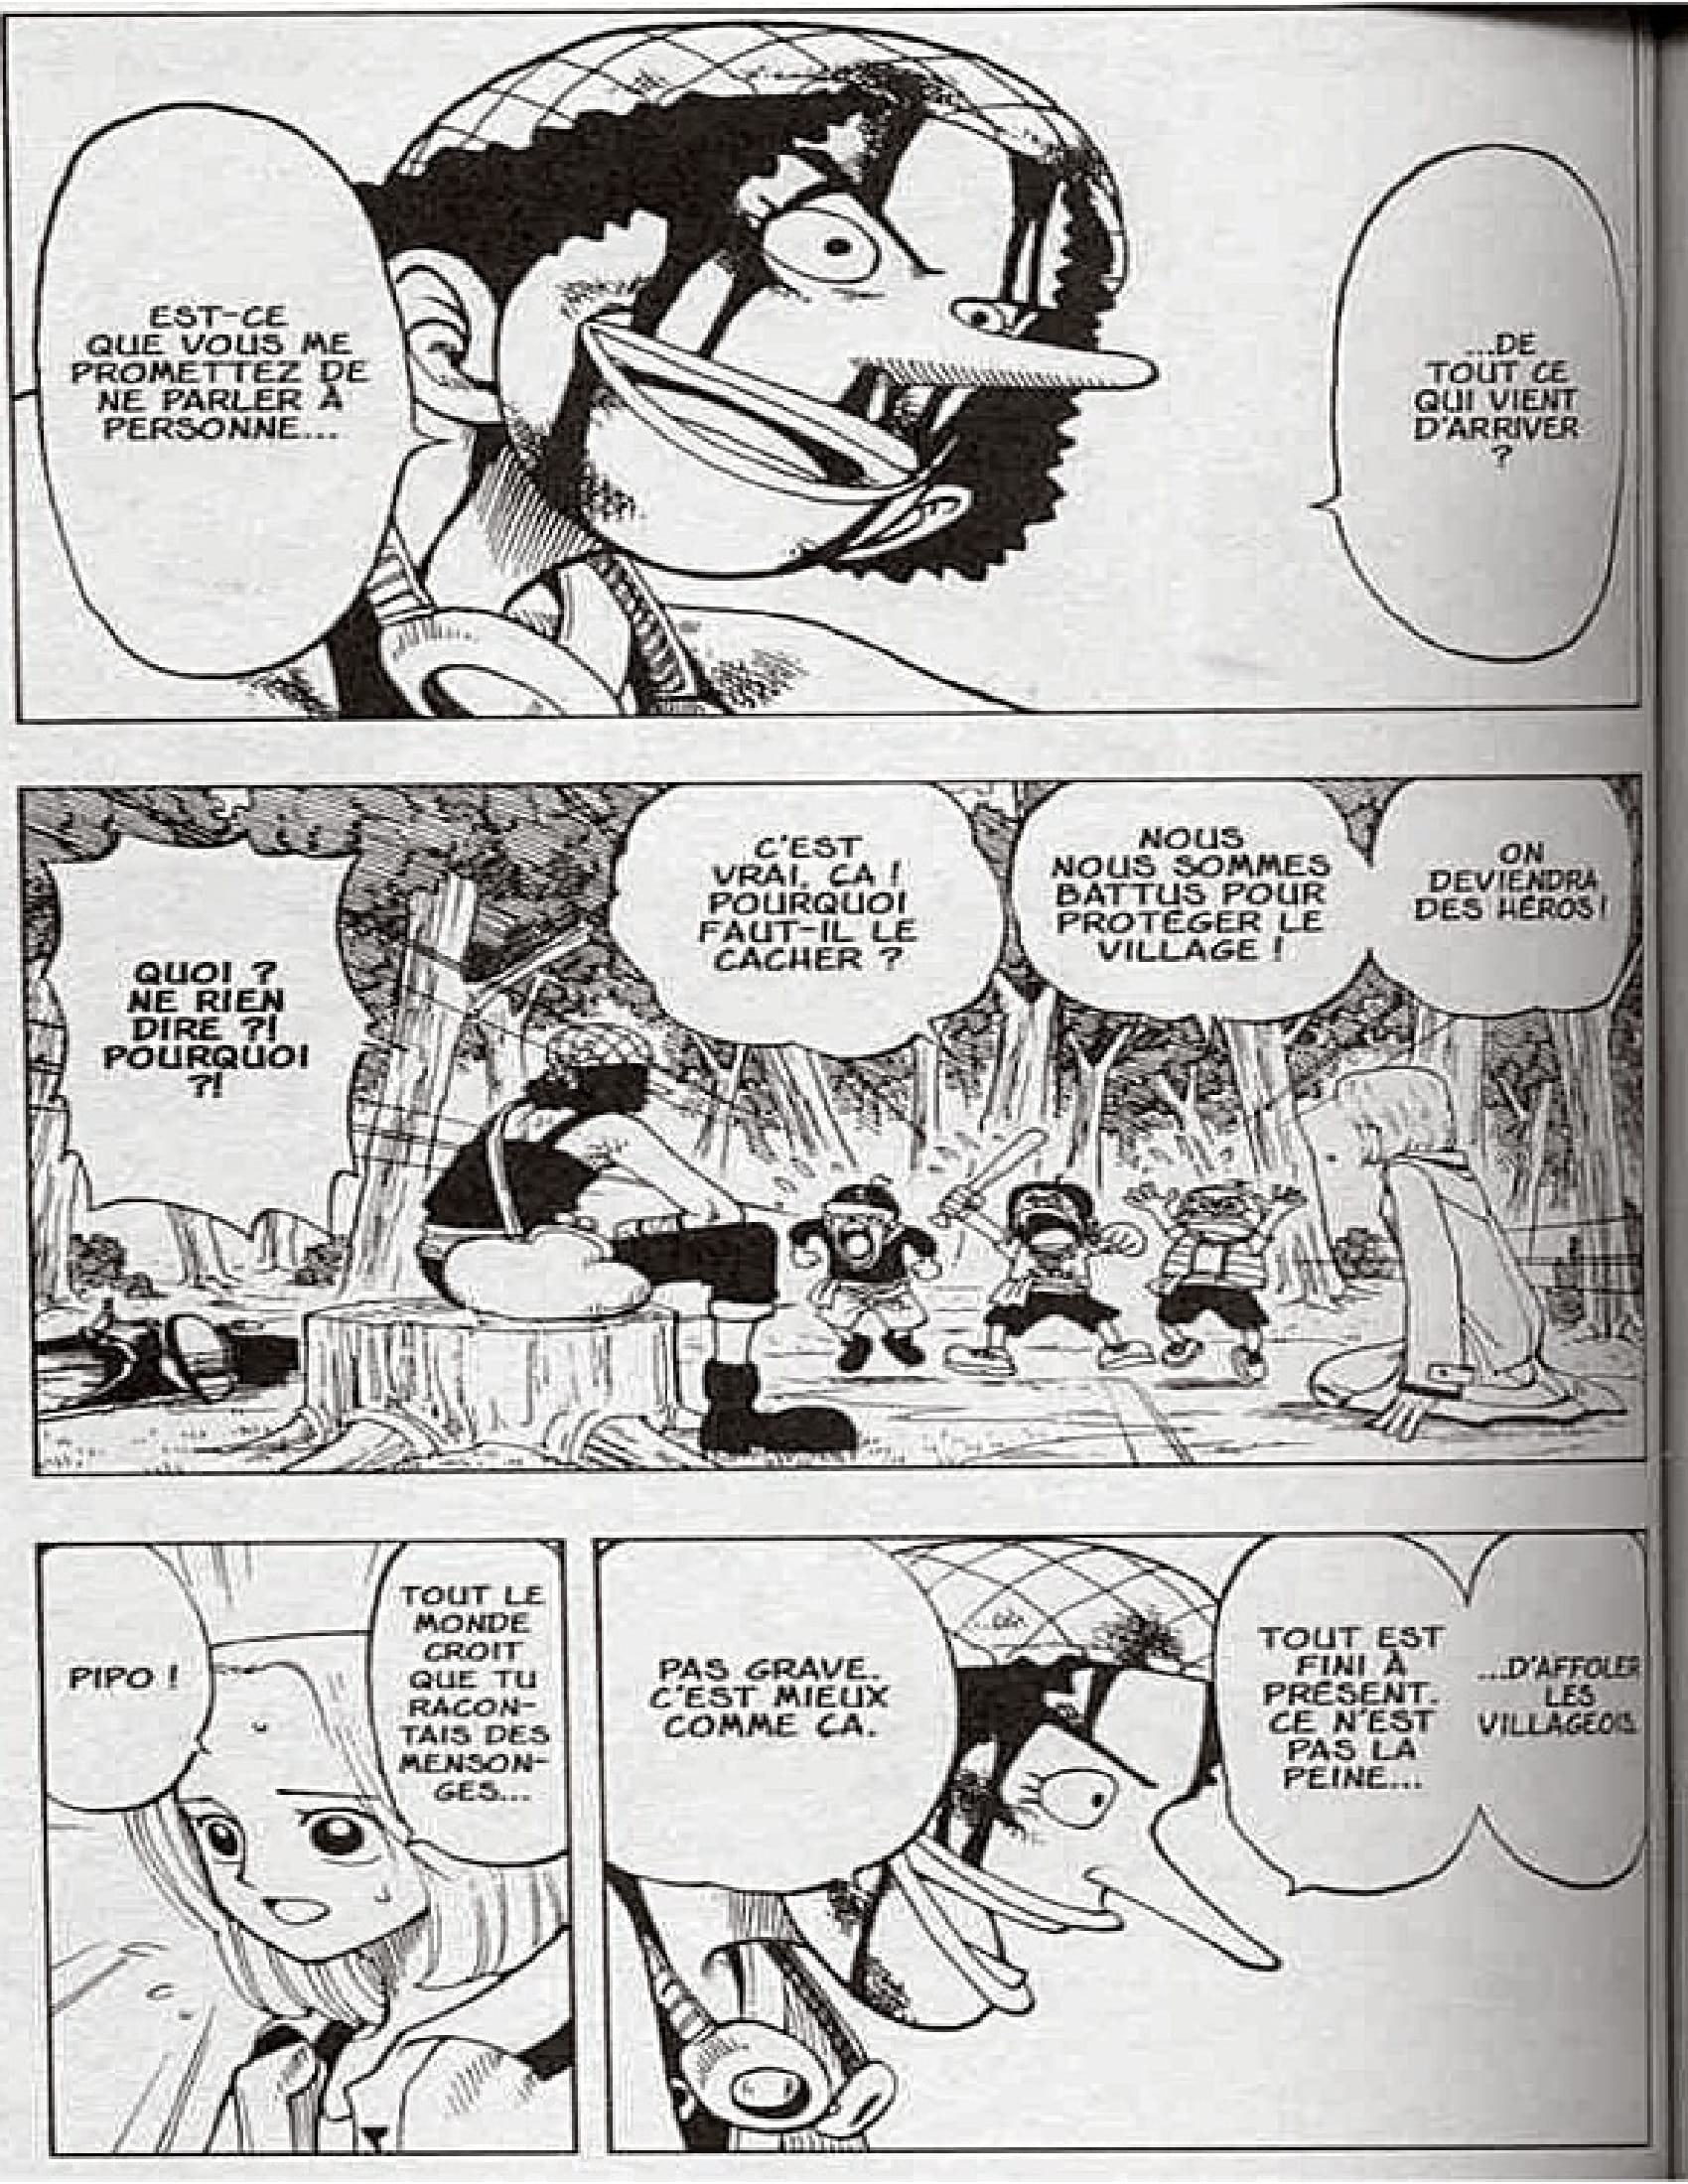 EST-CE
QUE VOUS ME
PROMETTEZ DE
NE PARLER À
PERSONNE...
...DE
TOUT CE
QUI VIENT
D'ARRIVER
?
QUOI ?
NE RIEN
DIRE ?!
POURQUOI
?!
C'EST
VRAI, ÇA !
POURQUOI
FAUT-IL LE
CACHER ?
NOUS
NOUS SOMMES
BATTUS POUR
PROTÉGER LE
VILLAGE !
ON
DEVIENDRA
DES HÉROS !
PIPO !
TOUT LE
MONDE
CROIT
QUE TU
RACON-
TAIS DES
MENSON-
GES...
PAS GRAVE.
C'EST MIEUX
COMME ÇA.
TOUT EST
FINI À
PRÉSENT.
CE N'EST
PAS LA
PEINE...
...D'AFFOLER
LES
VILLAGEOIS.